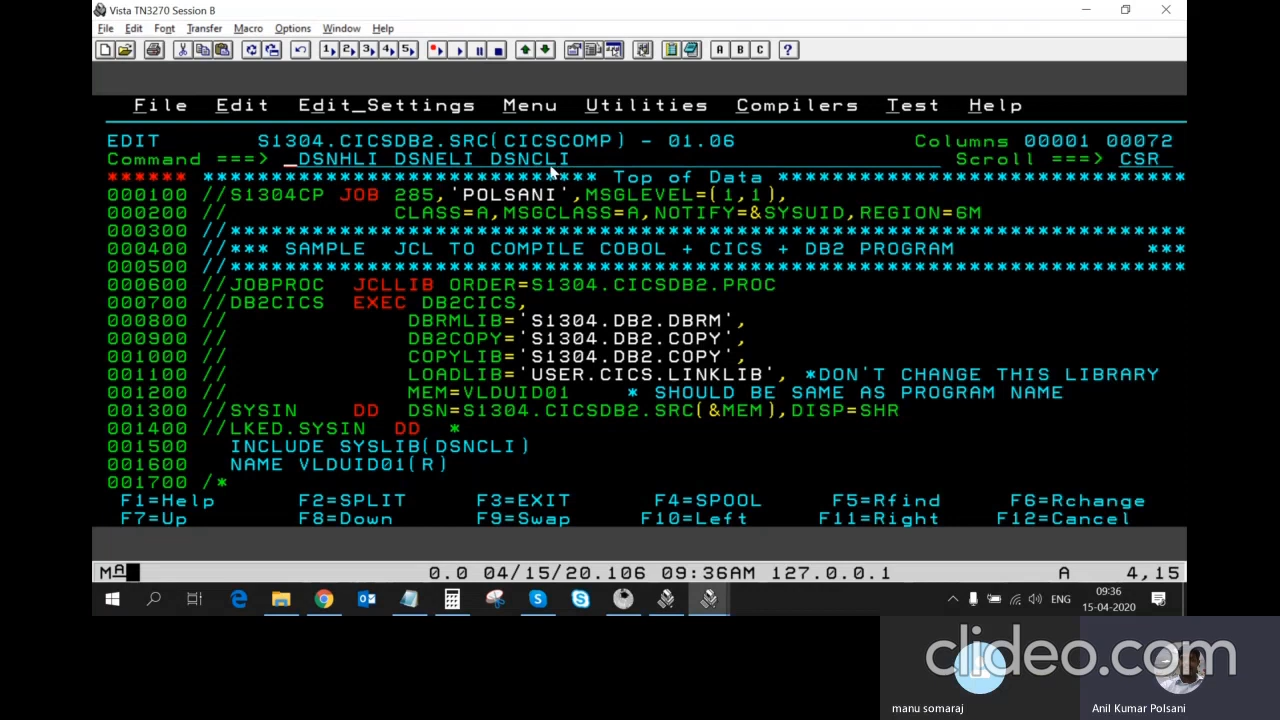 Vista TN3270 Session B
File Edit Font Transfer Macro Options Window Help
1 2 3 4 5 A B C ?
File Edit Edit_Settings Menu Utilities Compilers Test Help
EDIT S1304.CICSDB2.SRC(CICSCOMP) - 01.06 Columns 00001 00072
Command ===> _DSNHLI DSNELI DSNCLI Scroll ===> CSR
****** ***************************** Top of Data ******************************
000100 //S1304CP JOB 285,'POLSANI',MSGLEVEL=(1,1),
000200 // CLASS=A,MSGCLASS=A,NOTIFY=&SYSUID,REGION=6M
000300 //**********************************************************************
000400 //*** SAMPLE JCL TO COMPILE COBOL + CICS + DB2 PROGRAM ***
000500 //**********************************************************************
000600 //JOBPROC JCLLIB ORDER=S1304.CICSDB2.PROC
000700 //DB2CICS EXEC DB2CICS,
000800 // DBRMLIB='S1304.DB2.DBRM',
000900 // DB2COPY='S1304.DB2.COPY',
001000 // COPYLIB='S1304.DB2.COPY',
001100 // LOADLIB='USER.CICS.LINKLIB', *DON'T CHANGE THIS LIBRARY
001200 // MEM=VLDUID01 * SHOULD BE SAME AS PROGRAM NAME
001300 //SYSIN DD DSN=S1304.CICSDB2.SRC(&MEM),DISP=SHR
001400 //LKED.SYSIN DD *
001500 INCLUDE SYSLIB(DSNCLI)
001600 NAME VLDUID01(R)
001700 /*
F1=Help F2=SPLIT F3=EXIT F4=SPOOL F5=Rfind F6=Rchange
F7=Up F8=Down F9=Swap F10=Left F11=Right F12=Cancel
MA 0.0 04/15/20.106 09:36AM 127.0.0.1 A 4,15
ENG 09:36
15-04-2020
clideo.com
manu somaraj Anil Kumar Polsani